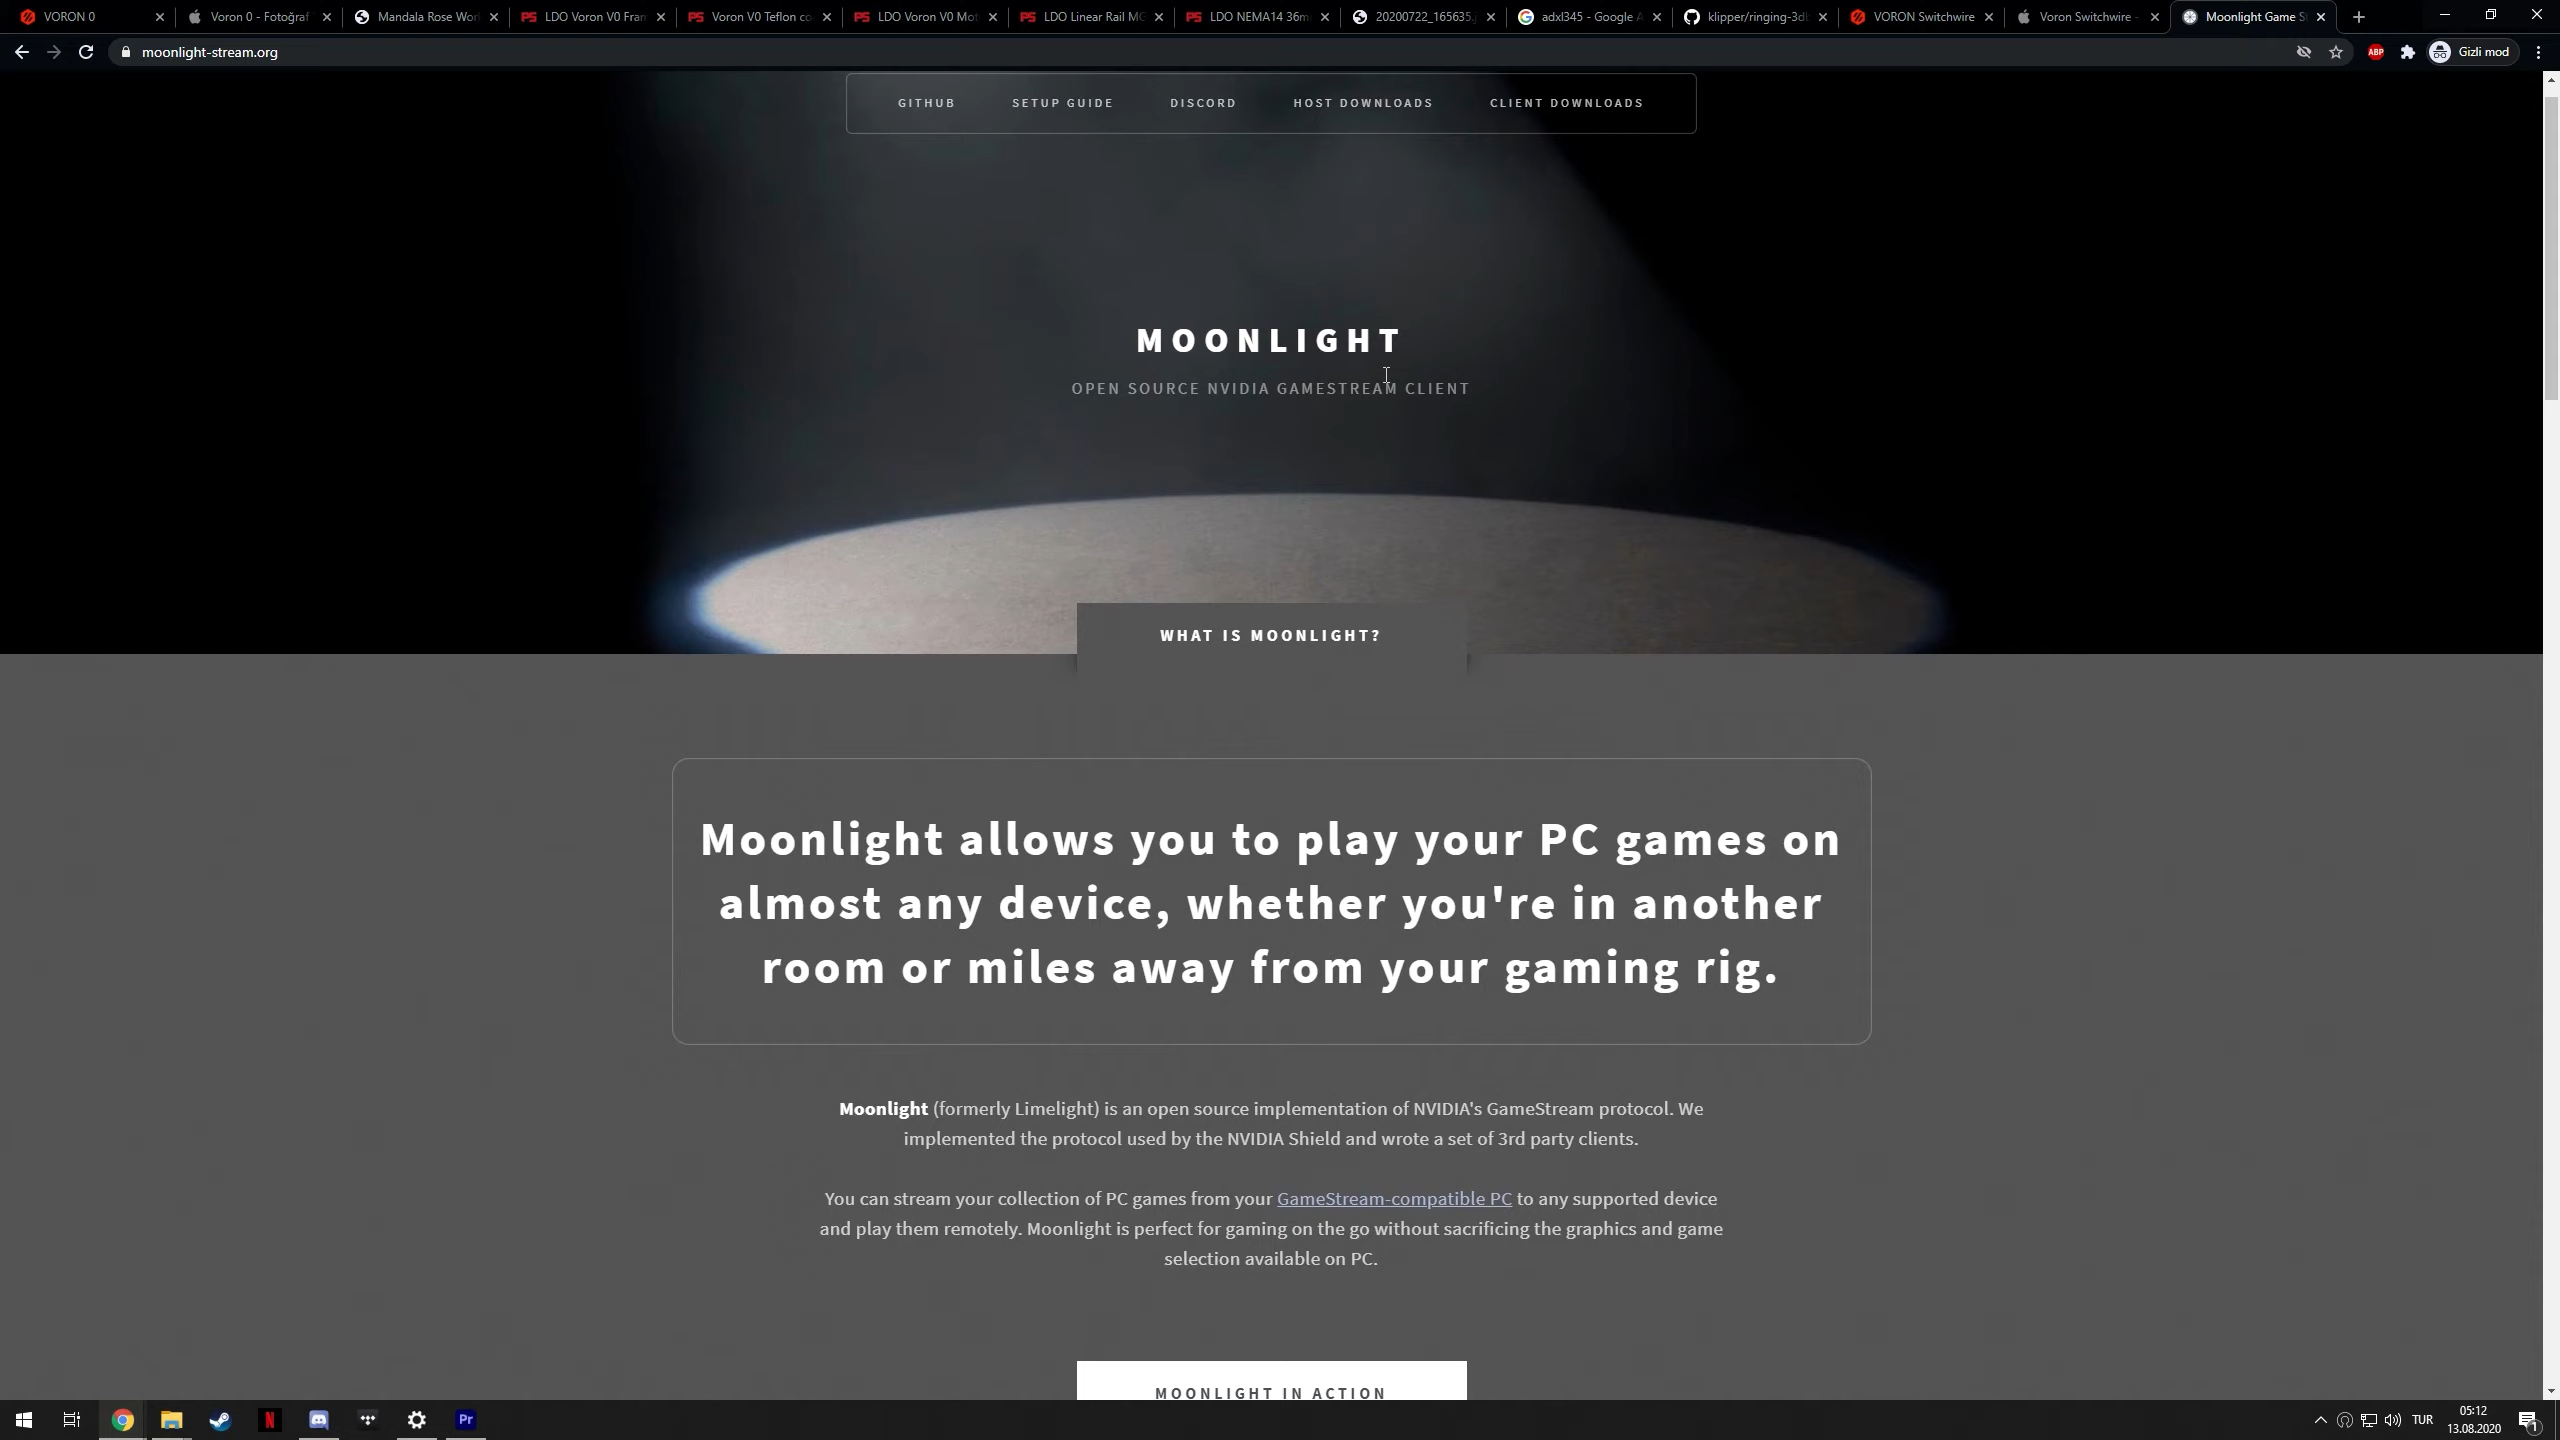 VORON 0
Voron 0 - Fotoğraf
Mandala Rose Wor
LDO Voron V0 Fram
Voron V0 Teflon co
LDO Voron V0 Mot
LDO Linear Rail MG
LDO NEMA14 36m
20200722_165635.j
adxl345 - Google A
klipper/ringing-3d
VORON Switchwire
Voron Switchwire -
Moonlight Game S
moonlight-stream.org
ABP
Gizli mod
GITHUB
SETUP GUIDE
DISCORD
HOST DOWNLOADS
CLIENT DOWNLOADS
MOONLIGHT
OPEN SOURCE NVIDIA GAMESTREAM CLIENT
WHAT IS MOONLIGHT?
Moonlight allows you to play your PC games on
almost any device, whether you're in another
room or miles away from your gaming rig.
Moonlight (formerly Limelight) is an open source implementation of NVIDIA's GameStream protocol. We
implemented the protocol used by the NVIDIA Shield and wrote a set of 3rd party clients.
You can stream your collection of PC games from your GameStream-compatible PC to any supported device
and play them remotely. Moonlight is perfect for gaming on the go without sacrificing the graphics and game
selection available on PC.
MOONLIGHT IN ACTION
Pr
TUR
05:12
13.08.2020
1